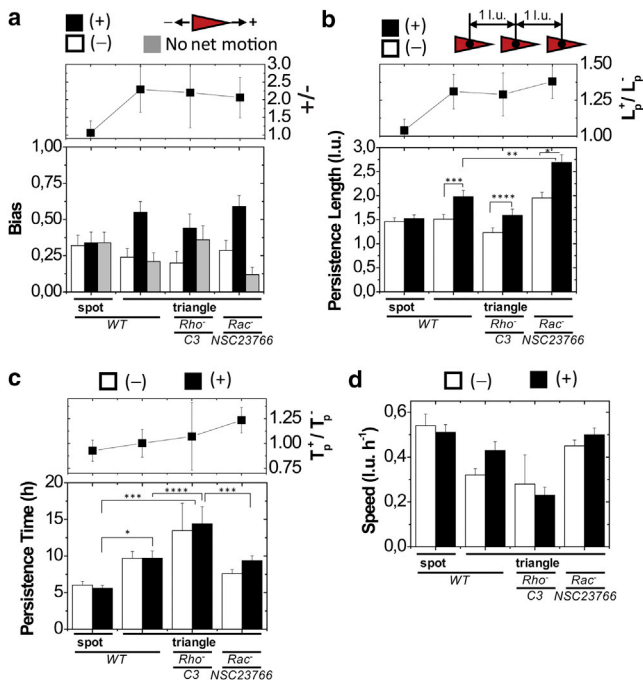 a
− +
(+)
(−)
No net motion
3.0
2.5
2.0
1.5
1.0
+/-
1,00
0,75
0,50
0,25
0,00
Bias
spot triangle
WT Rho- Rac-
C3 NSC23766
b
1 l.u. 1 l.u.
(+)
(−)
1.50
1.25
1.00
Lp+/Lp-
3,0
2,5
2,0
1,5
1,0
0,5
0,0
Persistence Length (l.u.)
*** **** ** *
spot triangle
WT Rho- Rac-
C3 NSC23766
c
(−) (+)
1.25
1.00
0.75
Tp+/Tp-
20
15
10
5
0
Persistence Time (h)
* *** **** ***
spot triangle
WT Rho- Rac-
C3 NSC23766
d
(−) (+)
0,6
0,4
0,2
0,0
Speed (l.u. h-1)
spot triangle
WT Rho- Rac-
C3 NSC23766